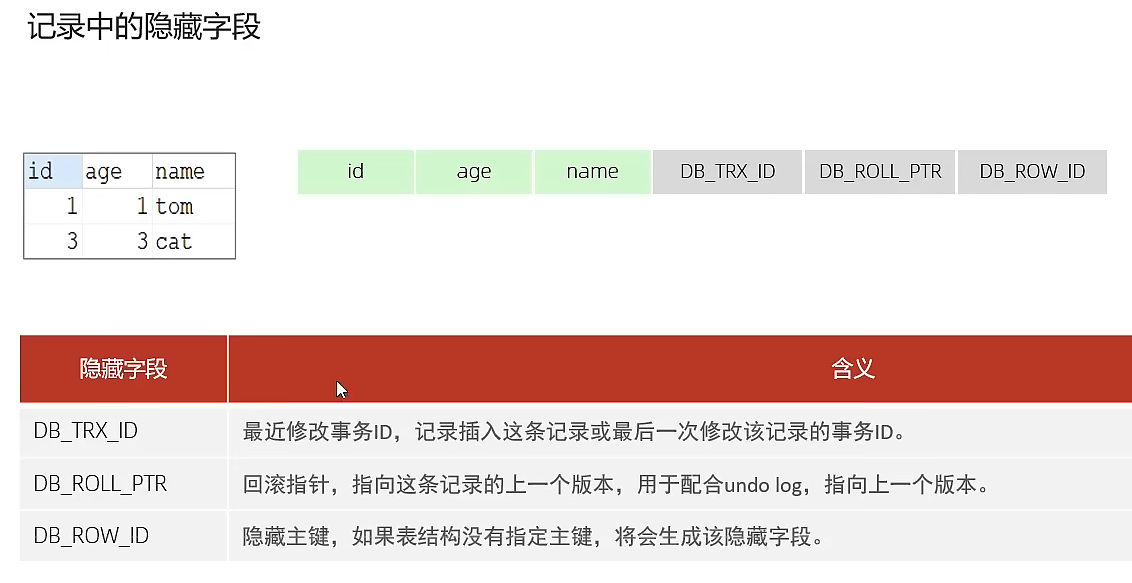 记录中的隐藏字段
id age name
1 1 tom
3 3 cat
id age name DB_TRX_ID DB_ROLL_PTR DB_ROW_ID
隐藏字段 含义
DB_TRX_ID 最近修改事务ID，记录插入这条记录或最后一次修改该记录的事务ID。
DB_ROLL_PTR 回滚指针，指向这条记录的上一个版本，用于配合undo log，指向上一个版本。
DB_ROW_ID 隐藏主键，如果表结构没有指定主键，将会生成该隐藏字段。